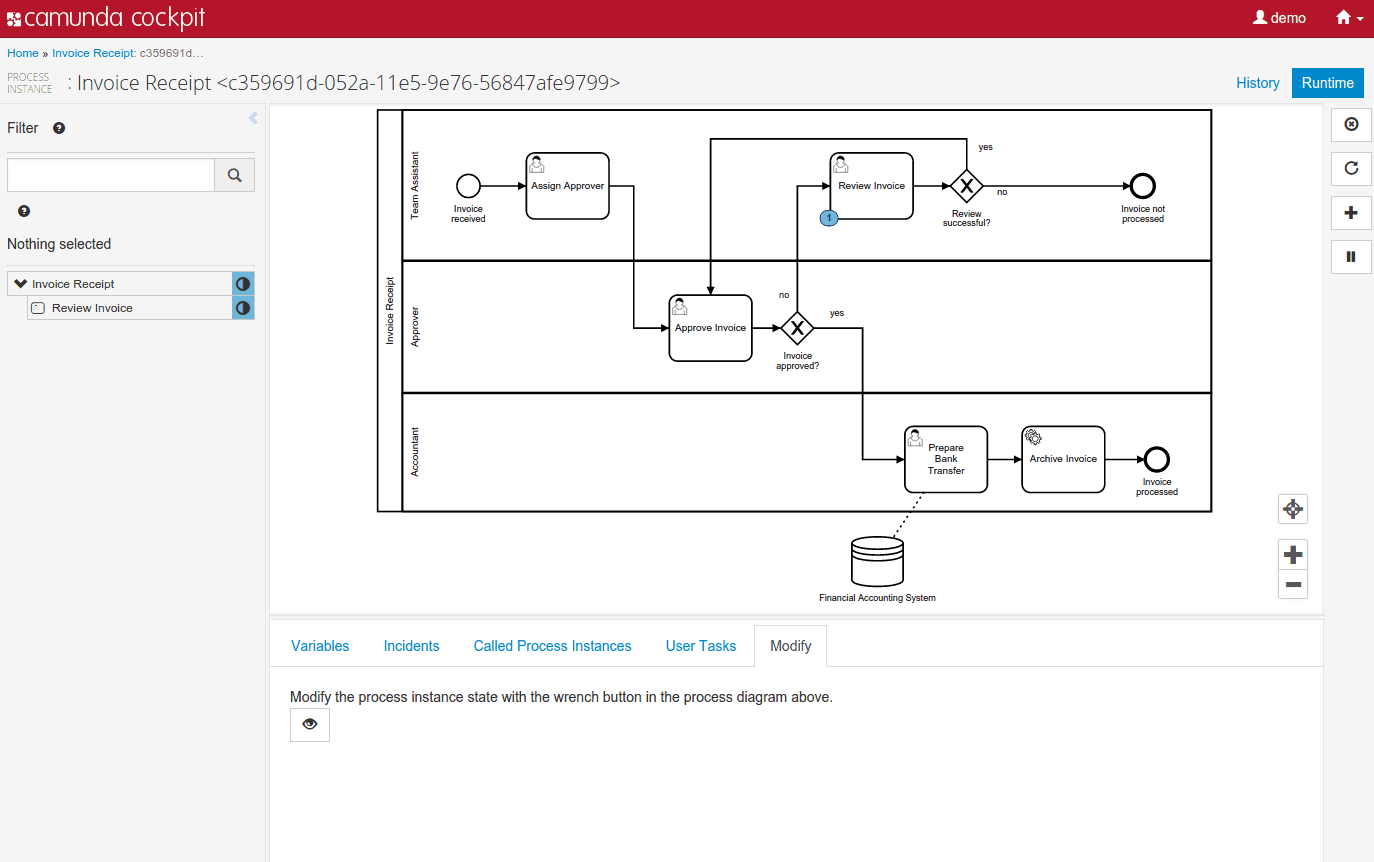 camunda cockpit
demo
Home » Invoice Receipt: c359691d...
PROCESS
INSTANCE
: Invoice Receipt <c359691d-052a-11e5-9e76-56847afe9799>
History
Runtime
Filter
Nothing selected
Invoice Receipt
Review Invoice
Invoice Receipt
Team Assistant
Invoice
received
Assign Approver
Review Invoice
1
yes
no
Review
successful?
Invoice not
processed
Approver
Approve Invoice
no
yes
Invoice
approved?
Accountant
Prepare
Bank
Transfer
Archive Invoice
Invoice
processed
Financial Accounting System
Variables
Incidents
Called Process Instances
User Tasks
Modify
Modify the process instance state with the wrench button in the process diagram above.